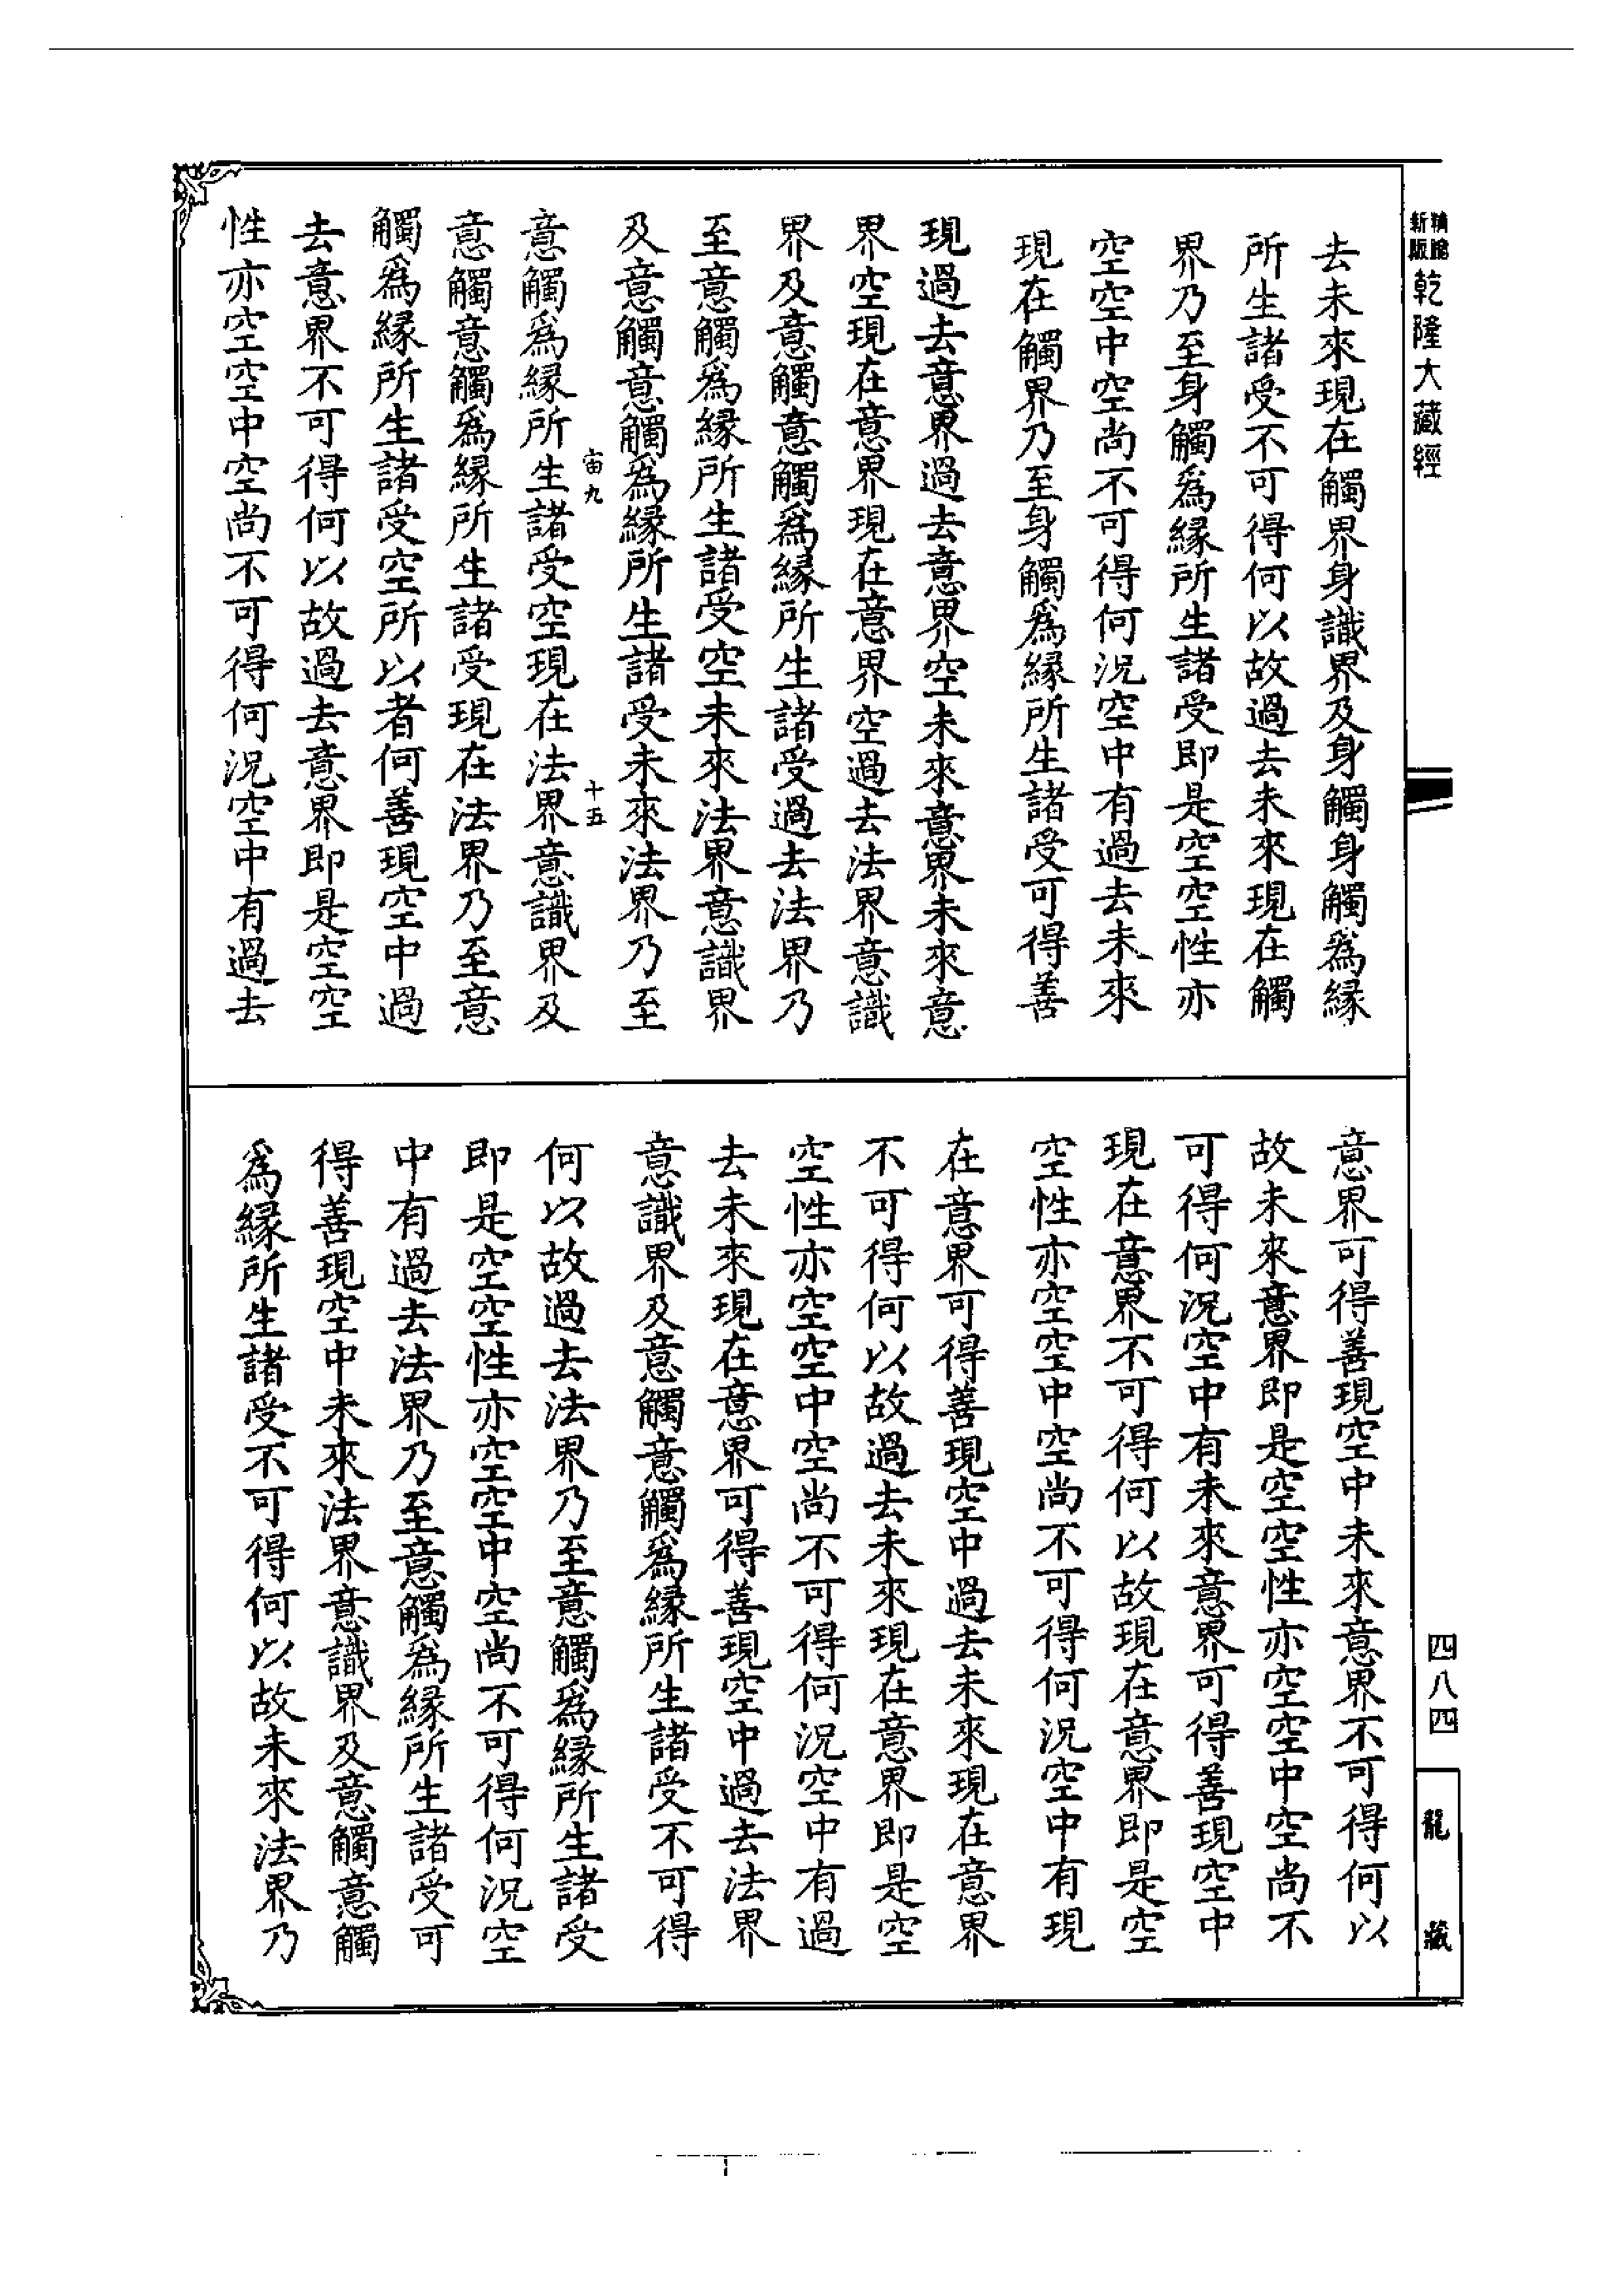 新版
精縮
乾隆大藏經
去未來現在觸界身識界及身觸身觸爲緣
所生諸受不可得何以故過去未來現在觸
界乃至身觸爲緣所生諸受即是空空性亦
空空中空尚不可得何況空中有過去未來
現在觸界乃至身觸爲緣所生諸受可得善
現過去意界過去意界空未來意界未來意
界空現在意界現在意界空過去法界意識
界及意觸意觸爲緣所生諸受過去法界乃
至意觸爲緣所生諸受空未來法界意識界
及意觸意觸爲緣所生諸受未來法界乃至
宙九
十五
意觸爲緣所生諸受空現在法界意識界及
意觸意觸爲緣所生諸受現在法界乃至意
觸爲緣所生諸受空所以者何善現空中過
去意界不可得何以故過去意界即是空空
性亦空空中空尚不可得何況空中有過去
意界可得善現空中未來意界不可得何以
故未來意界即是空空性亦空空中空尚不
可得何況空中有未來意界可得善現空中
現在意界不可得何以故現在意界即是空
空性亦空空中空尚不可得何況空中有現
在意界可得善現空中過去未來現在意界
不可得何以故過去未來現在意界即是空
空性亦空空中空尚不可得何況空中有過
去未來現在意界可得善現空中過去法界
意識界及意觸意觸爲緣所生諸受不可得
何以故過去法界乃至意觸爲緣所生諸受
即是空空性亦空空中空尚不可得何況空
中有過去法界乃至意觸爲緣所生諸受可
得善現空中未來法界意識界及意觸意觸
爲緣所生諸受不可得何以故未來法界乃
四八四
龍藏